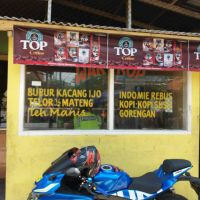 TOP
Coffee
TOP
Coffee
BUBUR KACANG IJO
TELOR ½ MATENG
Teh Manis
INDOMIE REBUS
KOPI-KOPI SUSU
GORENGAN